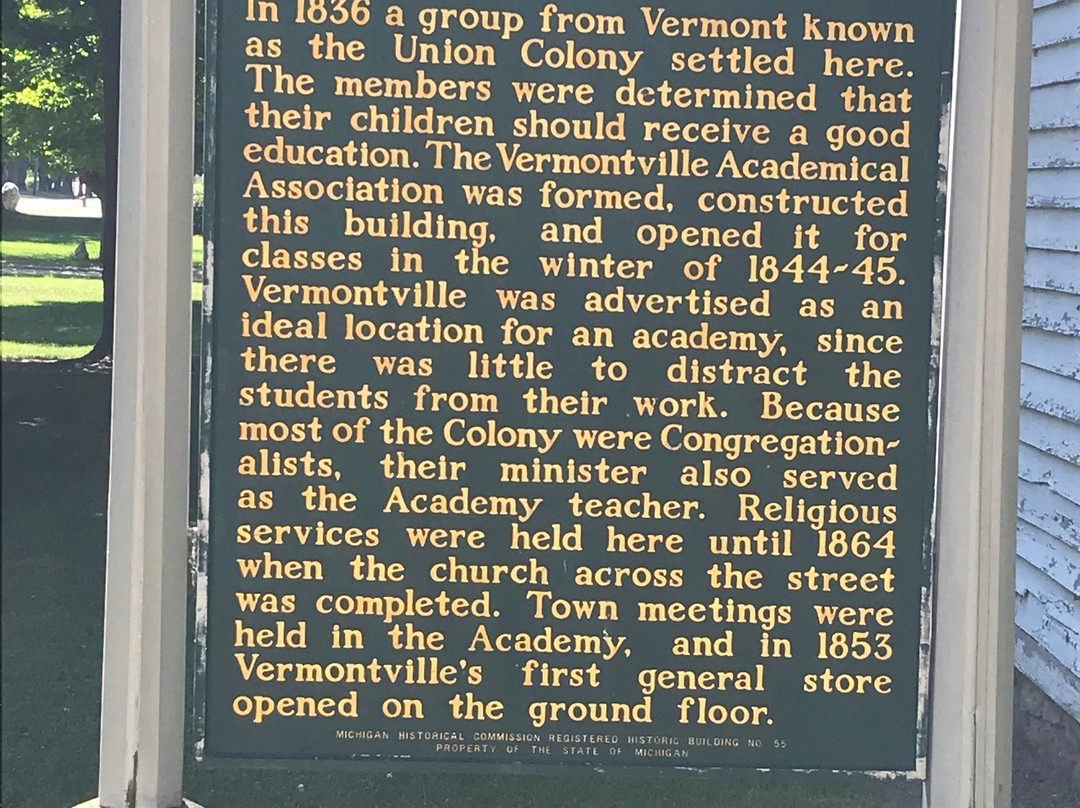 In 1836 a group from Vermont known
as the Union Colony settled here.
The members were determined that
their children should receive a good
education. The Vermontville Academical
Association was formed, constructed
this building, and opened it for
classes in the winter of 1844-45.
Vermontville was advertised as an
ideal location for an academy, since
there was little to distract the
students from their work. Because
most of the Colony were Congregation-
alists, their minister also served
as the Academy teacher. Religious
services were held here until 1864
when the church across the street
was completed. Town meetings were
held in the Academy, and in 1853
Vermontville's first general store
opened on the ground floor.
MICHIGAN HISTORICAL COMMISSION REGISTERED HISTORIC BUILDING NO. 55
PROPERTY OF THE STATE OF MICHIGAN